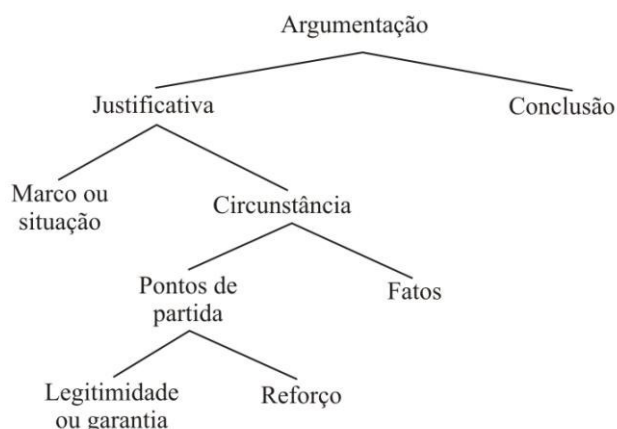 Argumentação
Justificativa
Conclusão
Marco ou
situação
Circunstância
Pontos de
partida
Fatos
Legitimidade
ou garantia
Reforço